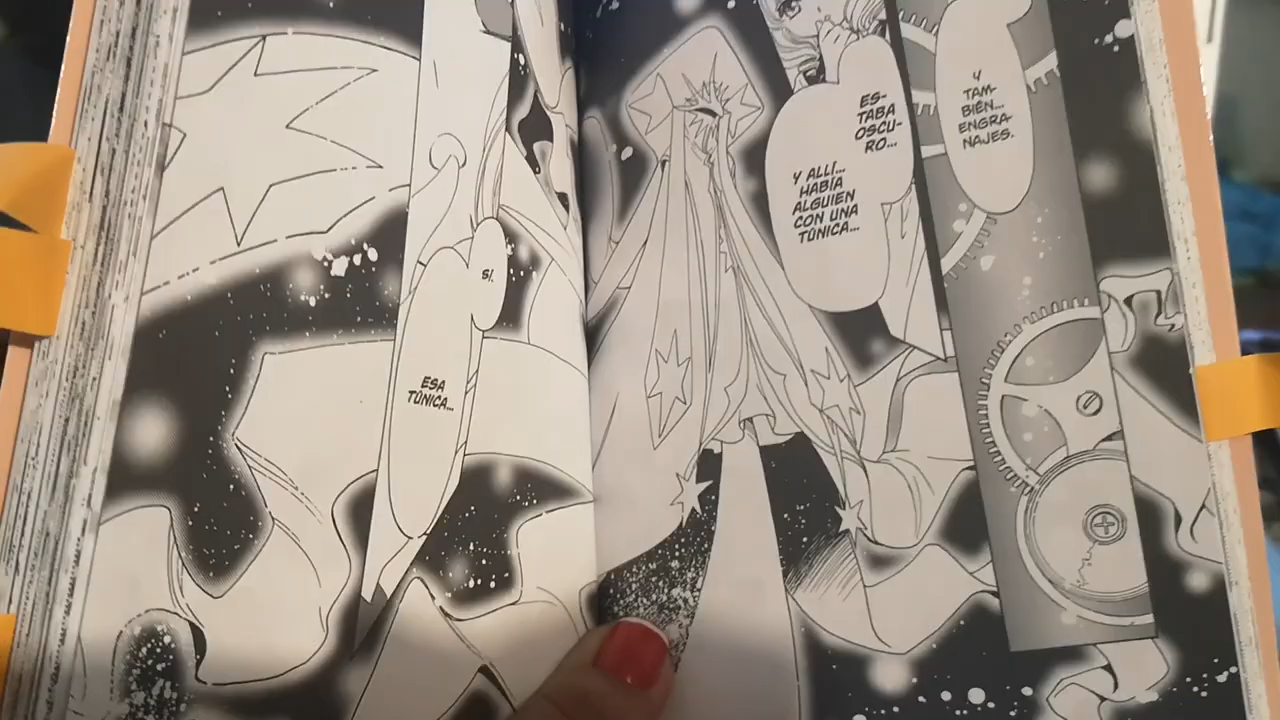 Y
TAM-
BIÉN...
ENGRA-
NAJES.
ES-
TABA
OSCU-
RO...
Y ALLÍ...
HABÍA
ALGUIEN
CON UNA
TÚNICA...
SÍ.
ESA
TÚNICA...